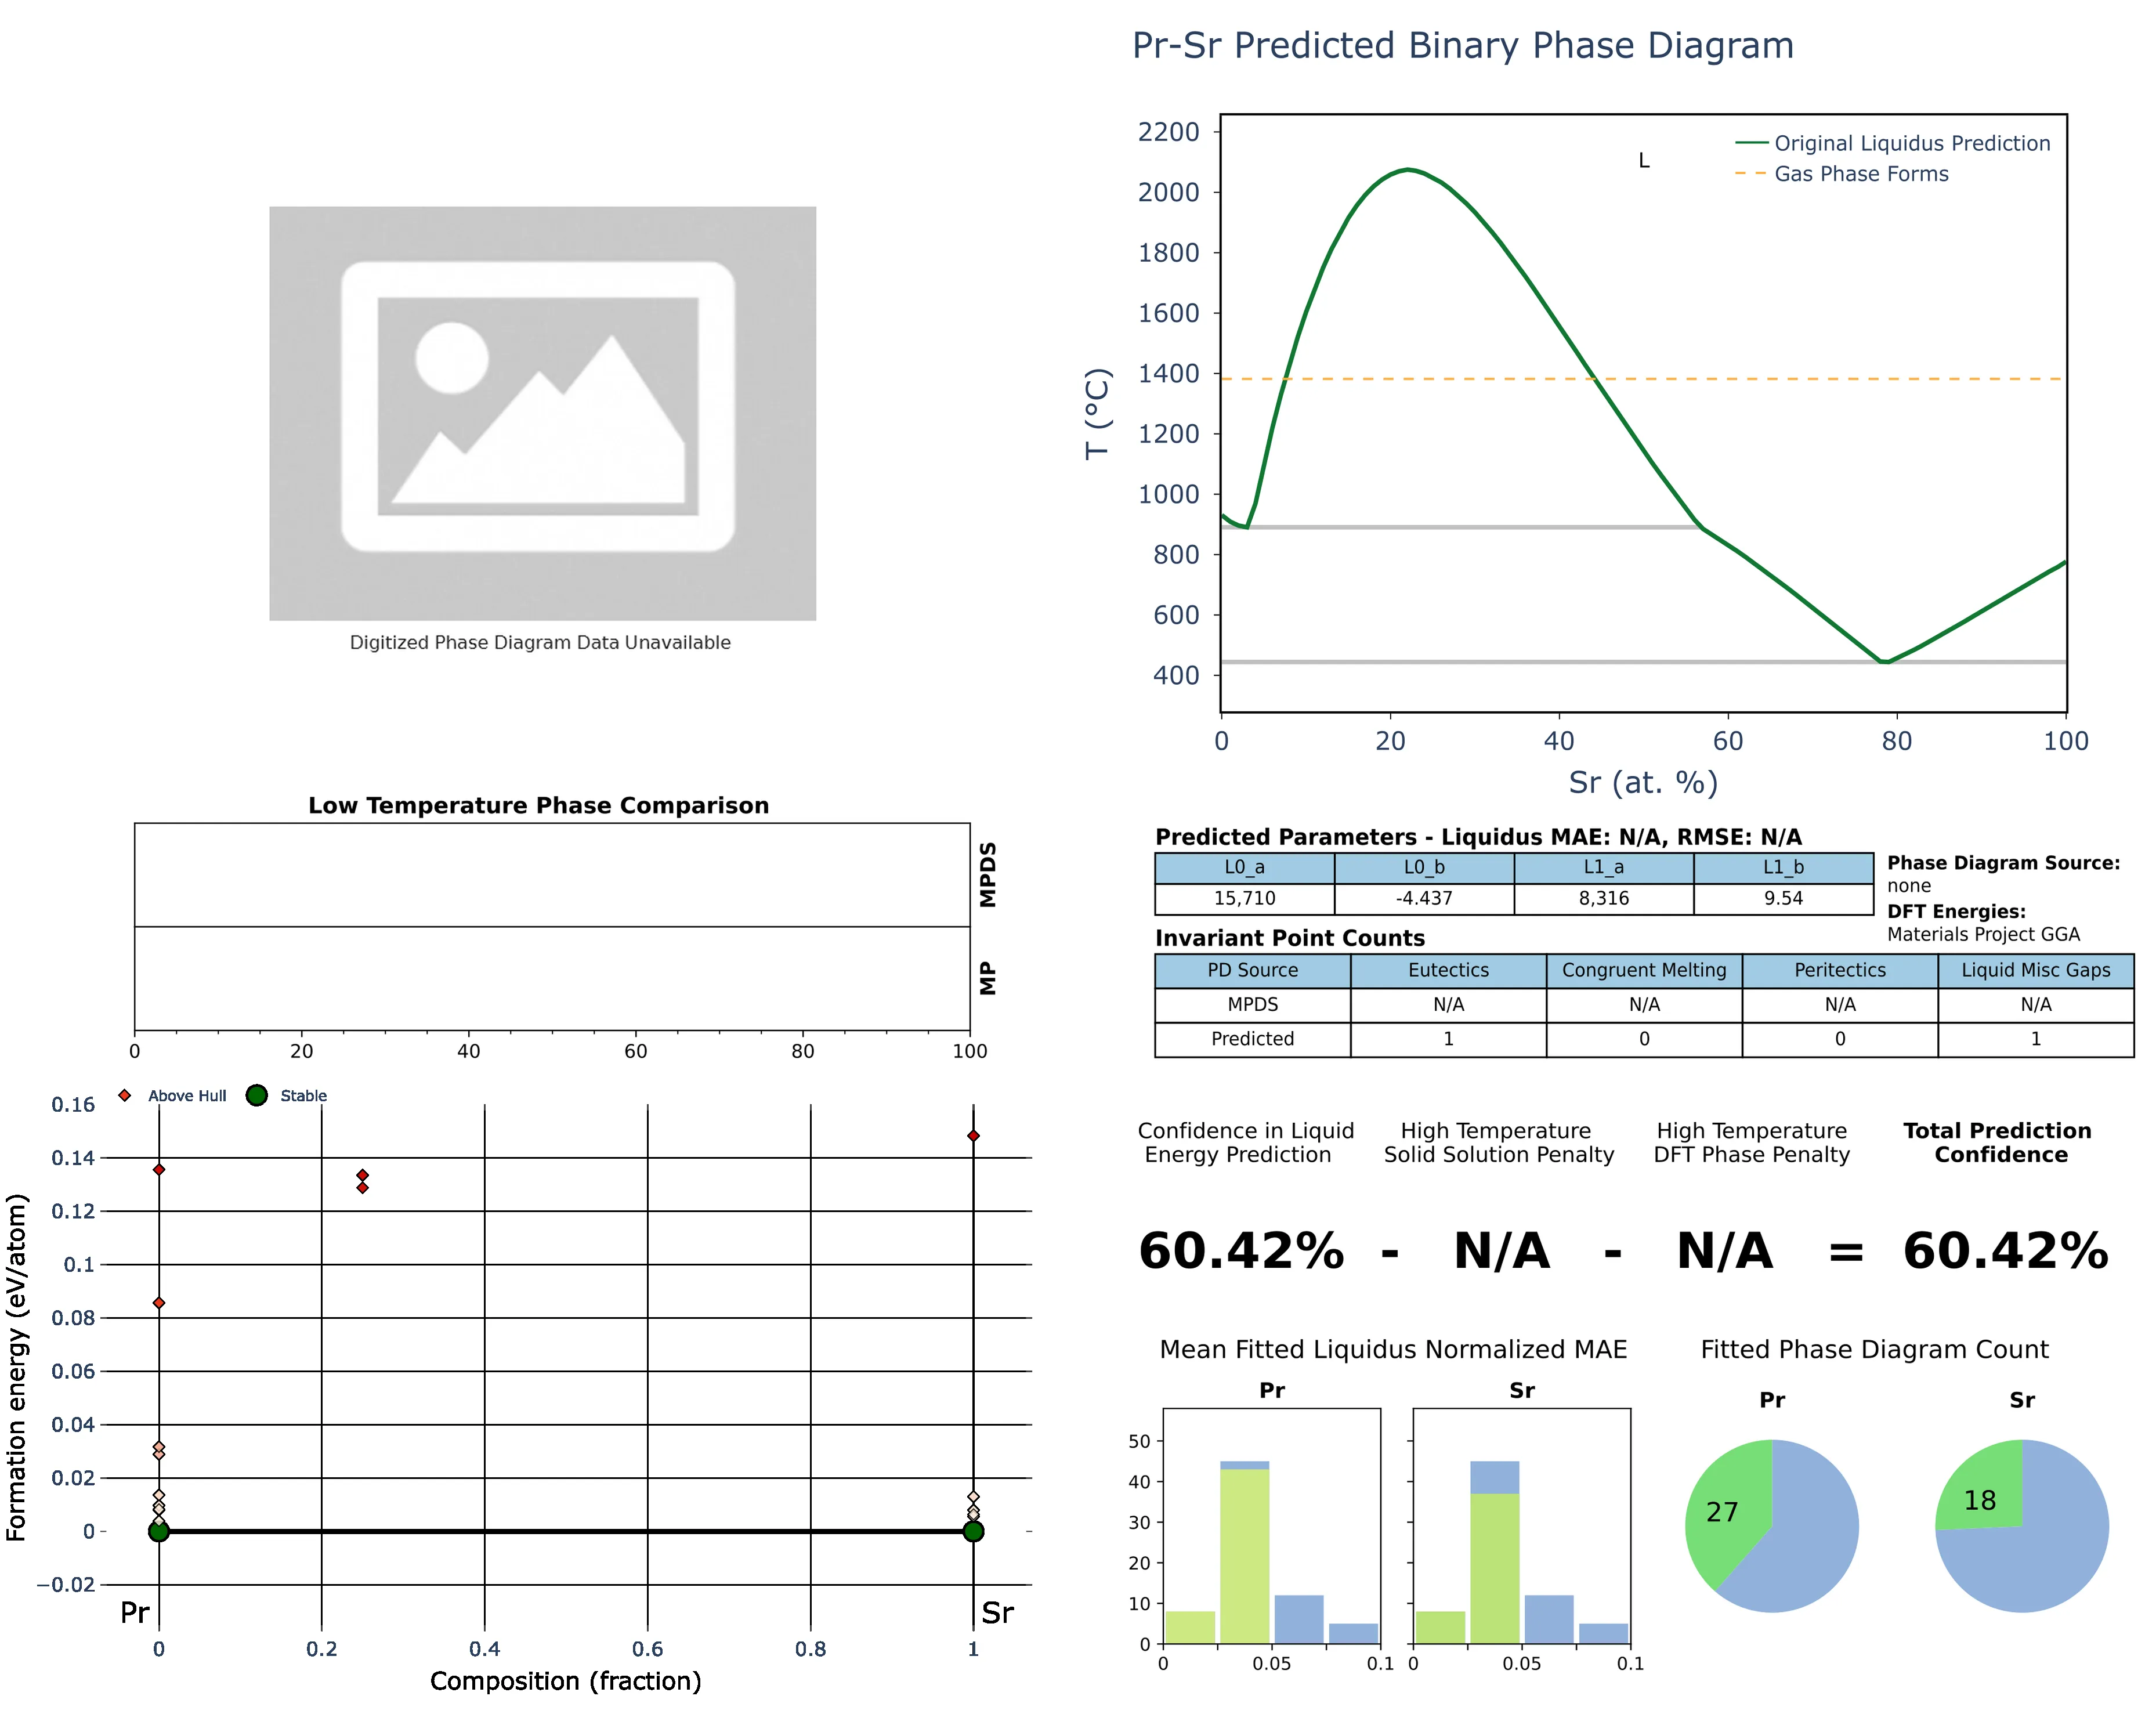 Pr-Sr Predicted Binary Phase Diagram
2200
2000
1800
1600
1400
1200
1000
800
600
400
T (°C)
L
Original Liquidus Prediction
Gas Phase Forms
0 20 40 60 80 100
Sr (at. %)
Digitized Phase Diagram Data Unavailable
Low Temperature Phase Comparison
MPDS
MP
0 20 40 60 80 100
Predicted Parameters - Liquidus MAE: N/A, RMSE: N/A
L0_a L0_b L1_a L1_b
15,710 -4.437 8,316 9.54
Phase Diagram Source:
none
DFT Energies:
Materials Project GGA
Invariant Point Counts
PD Source Eutectics Congruent Melting Peritectics Liquid Misc Gaps
MPDS N/A N/A N/A N/A
Predicted 1 0 0 1
Above Hull Stable
0.16
0.14
0.12
0.1
0.08
0.06
0.04
0.02
0
−0.02
Formation energy (eV/atom)
Pr Sr
0 0.2 0.4 0.6 0.8 1
Composition (fraction)
Confidence in Liquid
Energy Prediction
High Temperature
Solid Solution Penalty
High Temperature
DFT Phase Penalty
Total Prediction
Confidence
60.42% - N/A - N/A = 60.42%
Mean Fitted Liquidus Normalized MAE
Pr Sr
50
40
30
20
10
0
0 0.05 0.1 0 0.05 0.1
Fitted Phase Diagram Count
Pr Sr
27 18